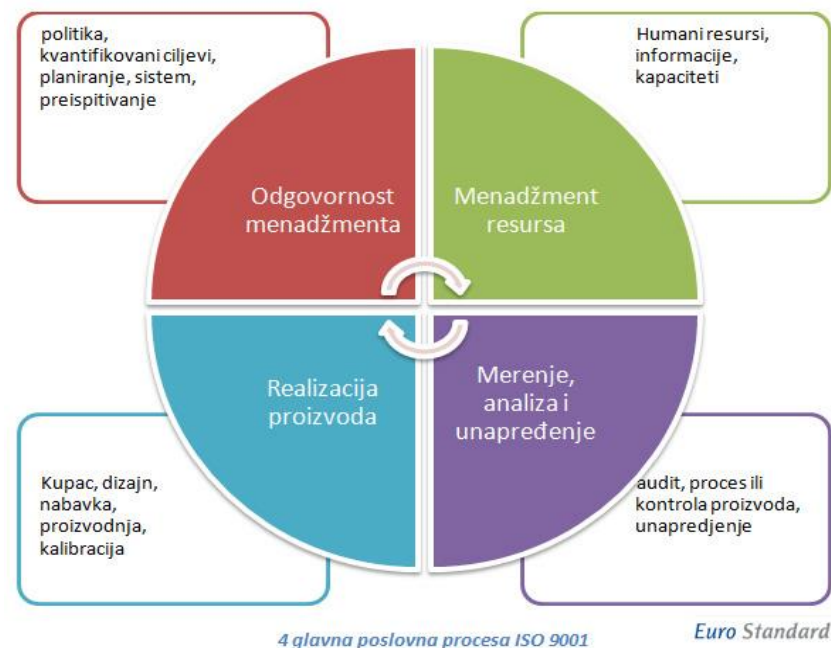 politika,
kvantifikovani ciljevi,
planiranje, sistem,
preispitivanje
Humani resursi,
informacije,
kapaciteti
Odgovornost
menadžmenta
Menadžment
resursa
Realizacija
proizvoda
Merenje,
analiza i
unapređenje
Kupac, dizajn,
nabavka,
proizvodnja,
kalibracija
audit, proces ili
kontrola proizvoda,
unapredjenje
4 glavna poslovna procesa ISO 9001
Euro Standard